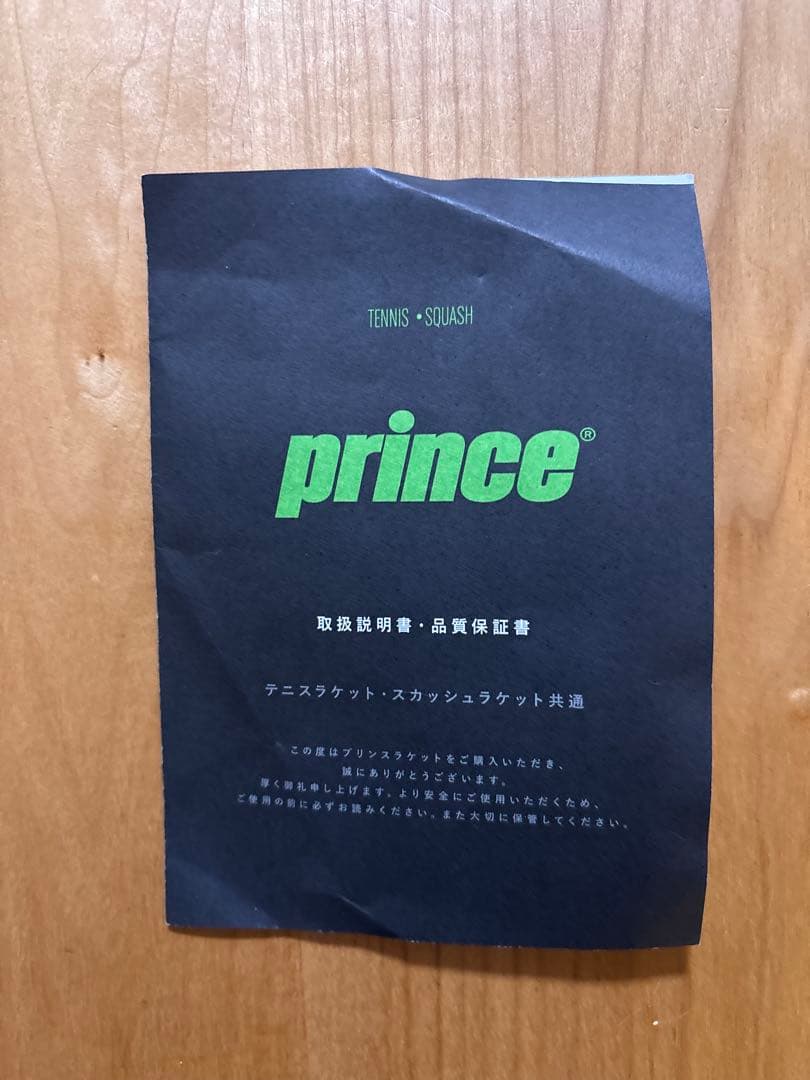 TENNIS • SQUASH
prince®
取扱説明書・品質保証書
テニスラケット・スカッシュラケット共通
この度はプリンスラケットをご購入いただき、
誠にありがとうございます。
厚く御礼申し上げます。より安全にご使用いただくため、
ご使用の前に必ずお読みください。また大切に保管してください。